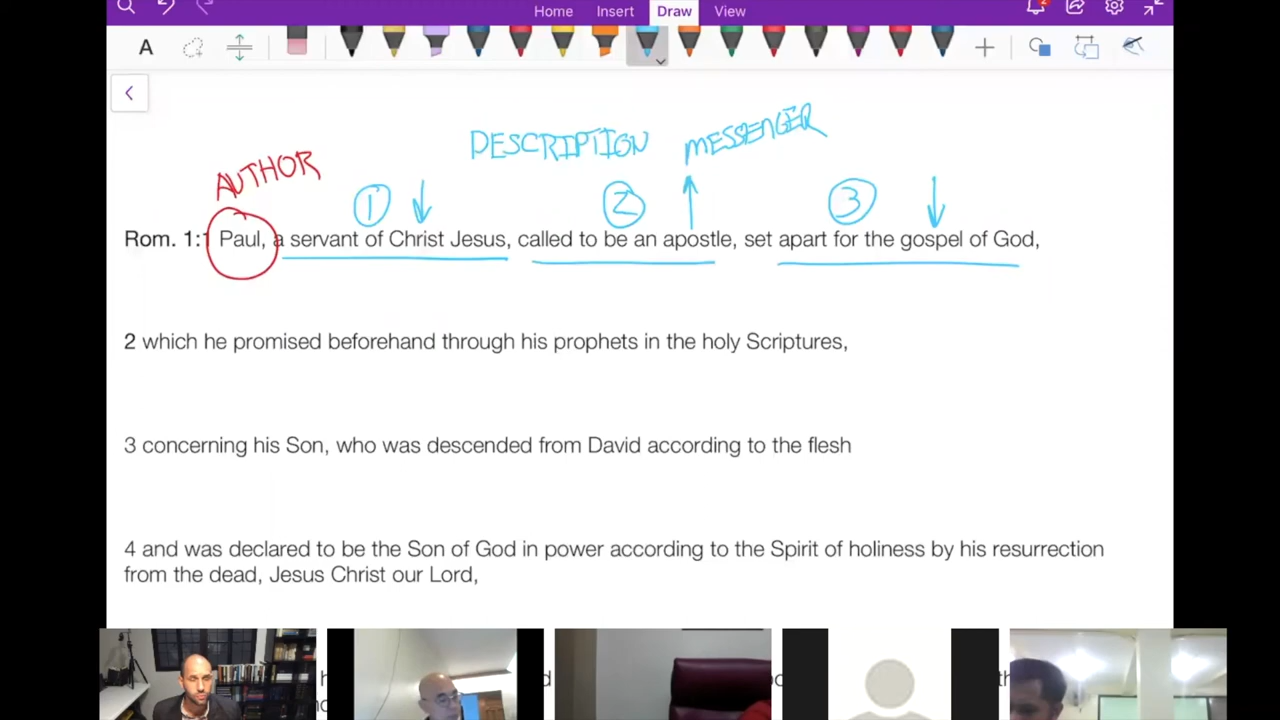 Home Insert Draw View
A
DESCRIPTION MESSENGER
AUTHOR
1 2 3
Rom. 1:1 Paul, a servant of Christ Jesus, called to be an apostle, set apart for the gospel of God,
2 which he promised beforehand through his prophets in the holy Scriptures,
3 concerning his Son, who was descended from David according to the flesh
4 and was declared to be the Son of God in power according to the Spirit of holiness by his resurrection
from the dead, Jesus Christ our Lord,